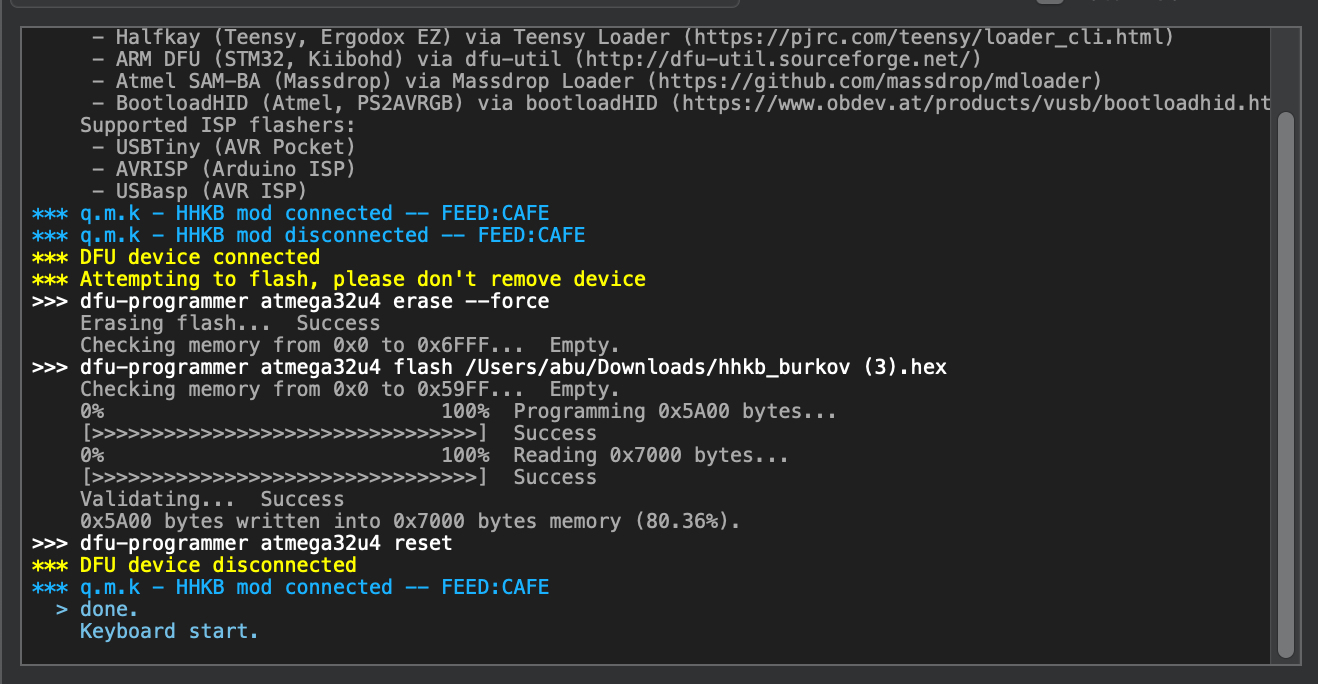 - Halfkay (Teensy, Ergodox EZ) via Teensy Loader (https://pjrc.com/teensy/loader_cli.html)
- ARM DFU (STM32, Kiibohd) via dfu-util (http://dfu-util.sourceforge.net/)
- Atmel SAM-BA (Massdrop) via Massdrop Loader (https://github.com/massdrop/mdloader)
- BootloadHID (Atmel, PS2AVRGB) via bootloadHID (https://www.obdev.at/products/vusb/bootloadhid.ht
Supported ISP flashers:
- USBTiny (AVR Pocket)
- AVRISP (Arduino ISP)
- USBasp (AVR ISP)
*** q.m.k - HHKB mod connected -- FEED:CAFE
*** q.m.k - HHKB mod disconnected -- FEED:CAFE
*** DFU device connected
*** Attempting to flash, please don't remove device
>>> dfu-programmer atmega32u4 erase --force
Erasing flash...  Success
Checking memory from 0x0 to 0x6FFF...  Empty.
>>> dfu-programmer atmega32u4 flash /Users/abu/Downloads/hhkb_burkov (3).hex
Checking memory from 0x0 to 0x59FF...  Empty.
0%                            100%  Programming 0x5A00 bytes...
[>>>>>>>>>>>>>>>>>>>>>>>>>>>>>>>>]  Success
0%                            100%  Reading 0x7000 bytes...
[>>>>>>>>>>>>>>>>>>>>>>>>>>>>>>>>]  Success
Validating...  Success
0x5A00 bytes written into 0x7000 bytes memory (80.36%).
>>> dfu-programmer atmega32u4 reset
*** DFU device disconnected
*** q.m.k - HHKB mod connected -- FEED:CAFE
> done.
Keyboard start.